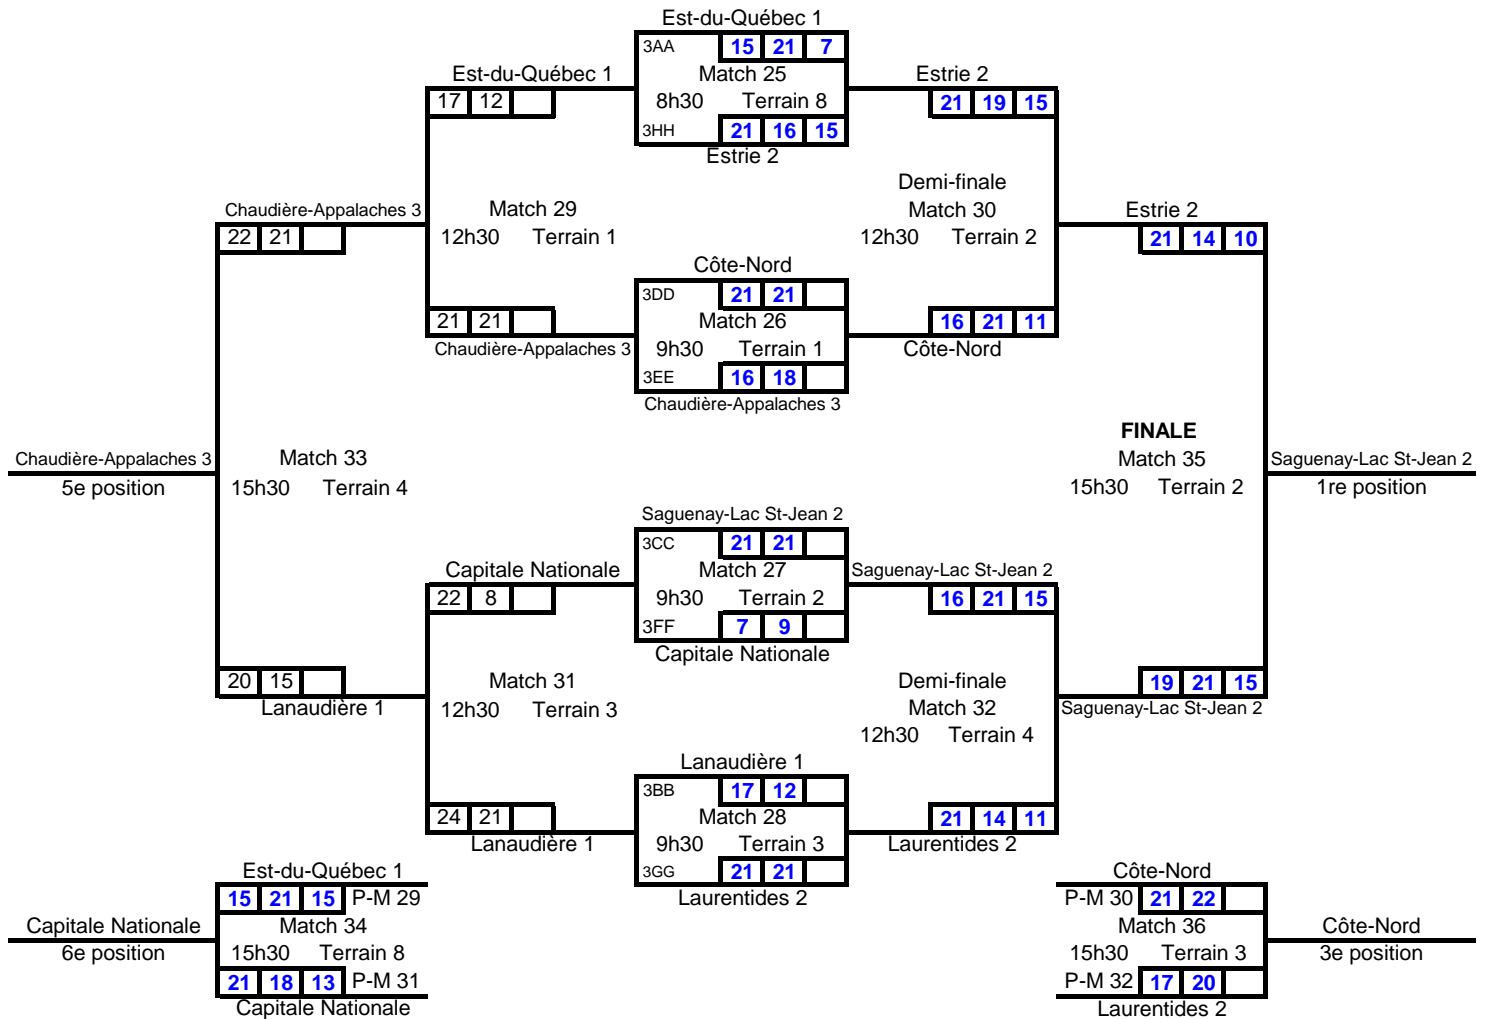 Est-du-Québec 1
3AA 15 21 7
Est-du-Québec 1 Match 25 Estrie 2
17 12 8h30 Terrain 8 21 19 15
3HH 21 16 15
Estrie 2
Demi-finale
Chaudière-Appalaches 3 Match 29 Match 30 Estrie 2
22 21 12h30 Terrain 1 12h30 Terrain 2 21 14 10
Côte-Nord
3DD 21 21
21 21 Match 26 16 21 11
Chaudière-Appalaches 3 9h30 Terrain 1 Côte-Nord
3EE 16 18
Chaudière-Appalaches 3
FINALE
Chaudière-Appalaches 3 Match 33 Match 35 Saguenay-Lac St-Jean 2
5e position 15h30 Terrain 4 15h30 Terrain 2 1re position
Saguenay-Lac St-Jean 2
3CC 21 21
Capitale Nationale Match 27 Saguenay-Lac St-Jean 2
22 8 9h30 Terrain 2 16 21 15
3FF 7 9
Capitale Nationale
20 15 Match 31 Demi-finale 19 21 15
Lanaudière 1 12h30 Terrain 3 Match 32 Saguenay-Lac St-Jean 2
12h30 Terrain 4
Lanaudière 1
3BB 17 12
24 21 Match 28 21 14 11
Lanaudière 1 9h30 Terrain 3 Laurentides 2
3GG 21 21
Laurentides 2
Est-du-Québec 1 Côte-Nord
15 21 15 P-M 29 P-M 30 21 22
Capitale Nationale Match 34 Match 36 Côte-Nord
6e position 15h30 Terrain 8 15h30 Terrain 3 3e position
21 18 13 P-M 31 P-M 32 17 20
Capitale Nationale Laurentides 2